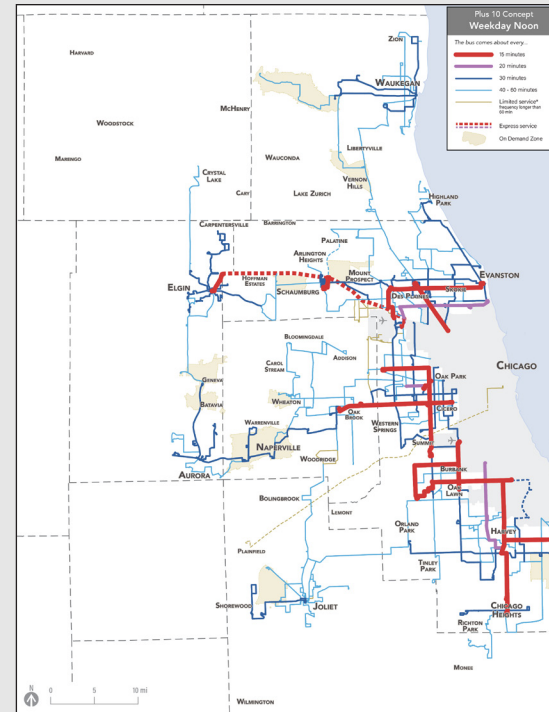 Plus 10 Concept
Weekday Noon
The bus comes about every...
15 minutes
20 minutes
30 minutes
40 - 60 minutes
Limited service*
frequency longer than
60 min
Express service
On Demand Zone
ZION
HARVARD
WAUKEGAN
MCHENRY
WOODSTOCK
LIBERTYVILLE
MARENGO
WAUCONDA
CRYSTAL
LAKE
VERNON
HILLS
CARY
LAKE ZURICH
HIGHLAND
PARK
CARPENTERSVILLE
BARRINGTON
PALATINE
ARLINGTON
HEIGHTS
MOUNT
PROSPECT
EVANSTON
HOFFMAN
ESTATES
ELGIN
SCHAUMBURG
DES PLAINES
SKOKIE
BLOOMINGDALE
ADDISON
CAROL
STREAM
CHICAGO
OAK PARK
GENEVA
WHEATON
BATAVIA
OAK
BROOK
CICERO
WARRENVILLE
WESTERN
SPRINGS
NAPERVILLE
SUMMIT
WOODRIDGE
BURBANK
AURORA
OAK
LAWN
BOLINGBROOK
LEMONT
ORLAND
PARK
HARVEY
PLAINFIELD
TINLEY
PARK
SHOREWOOD
JOLIET
CHICAGO
HEIGHTS
RICHTON
PARK
MONEE
WILMINGTON
N
0 5 10 mi